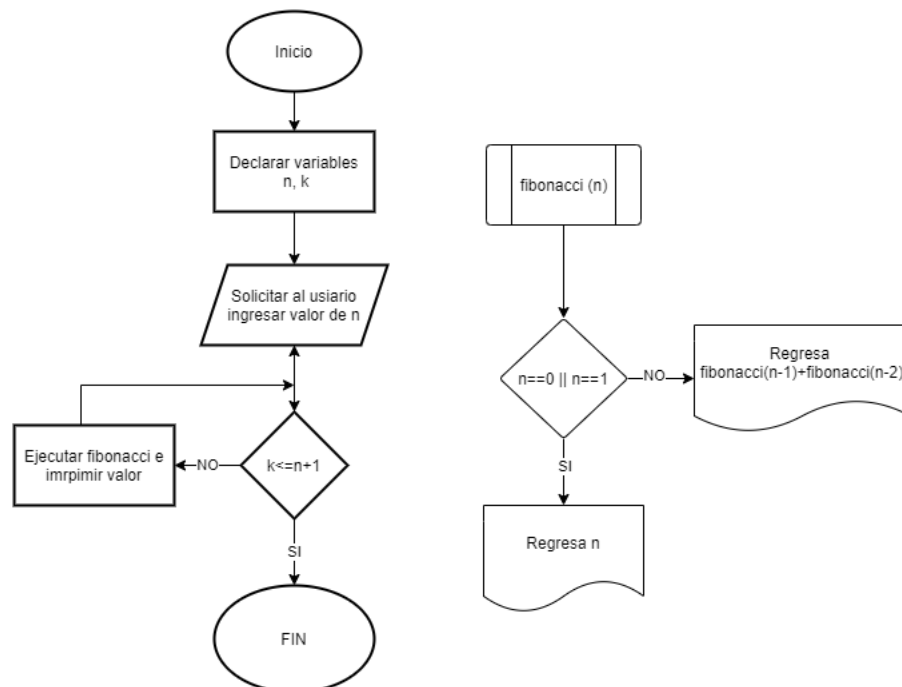 Inicio
Declarar variables
n, k
Solicitar al usiario
ingresar valor de n
k<=n+1
NO
Ejecutar fibonacci e
imrpimir valor
SI
FIN
fibonacci (n)
n==0 || n==1
NO
Regresa
fibonacci(n-1)+fibonacci(n-2)
SI
Regresa n